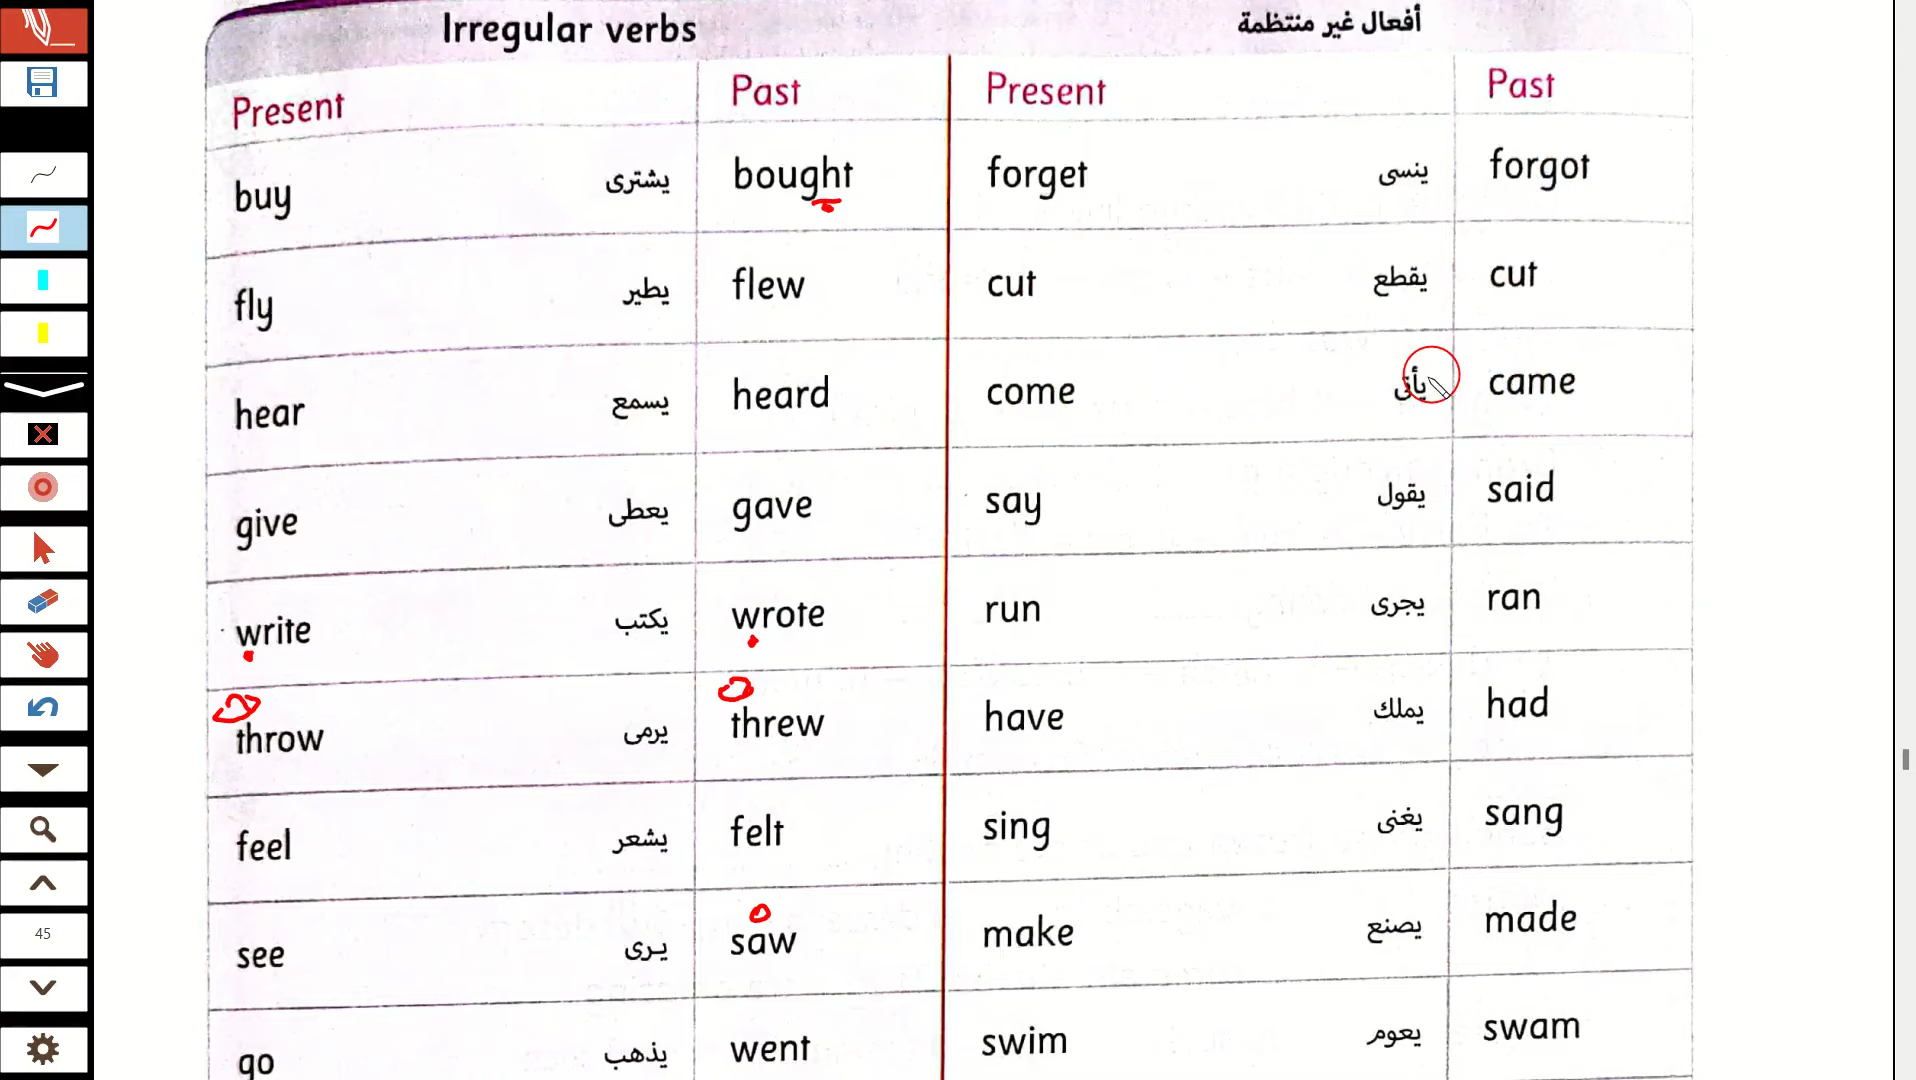 Irregular verbs أفعال غير منتظمة
Present Past Present Past
buy يشترى bought forget ينسى forgot
fly يطير flew cut يقطع cut
hear يسمع heard come يأتى came
give يعطى gave say يقول said
write يكتب wrote run يجرى ran
throw يرمى threw have يملك had
feel يشعر felt sing يغنى sang
see يـرى saw make يصنع made
go يذهب went swim يعوم swam
45